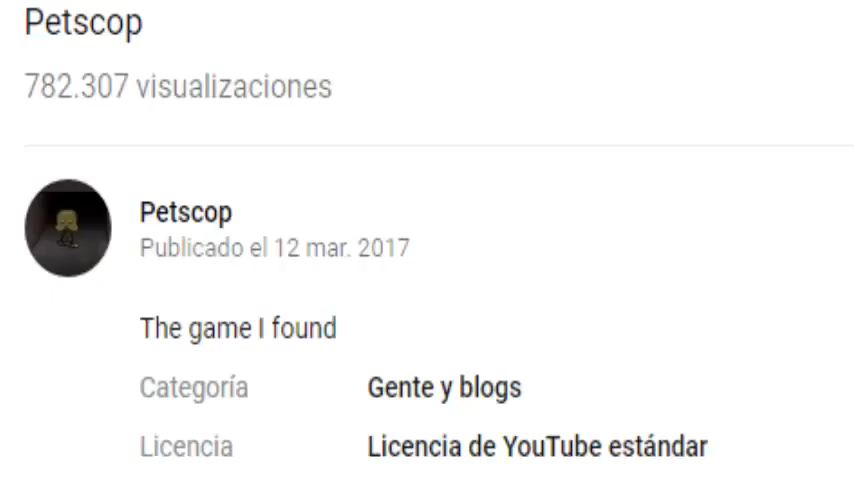 Petscop
782.307 visualizaciones
Petscop
Publicado el 12 mar. 2017
The game I found
Categoría Gente y blogs
Licencia Licencia de YouTube estándar